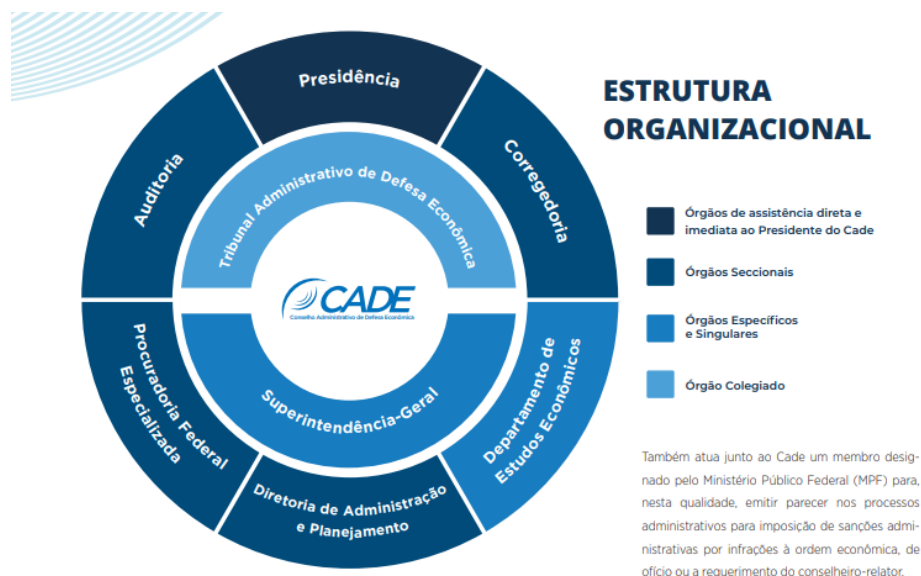 ESTRUTURA
ORGANIZACIONAL
Presidência
Auditoria
Corregedoria
Tribunal Administrativo de Defesa Econômica
CADE
Conselho Administrativo de Defesa Econômica
Superintendência-Geral
Procuradoria Federal
Especializada
Departamento de
Estudos Econômicos
Diretoria de Administração
e Planejamento
Órgãos de assistência direta e
imediata ao Presidente do Cade
Órgãos Seccionais
Órgãos Específicos
e Singulares
Órgão Colegiado
Também atua junto ao Cade um membro desig-
nado pelo Ministério Público Federal (MPF) para,
nesta qualidade, emitir parecer nos processos
administrativos para imposição de sanções admi-
nistrativas por infrações à ordem econômica, de
ofício ou a requerimento do conselheiro-relator.